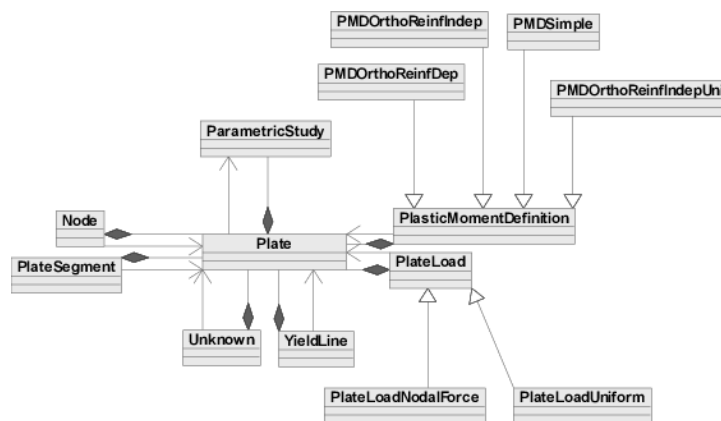 PMDOrthoReinfIndep
PMDSimple
PMDOrthoReinfDep
PMDOrthoReinfIndepUni
ParametricStudy
Node
PlasticMomentDefinition
Plate
PlateSegment
PlateLoad
Unknown
YieldLine
PlateLoadNodalForce
PlateLoadUniform